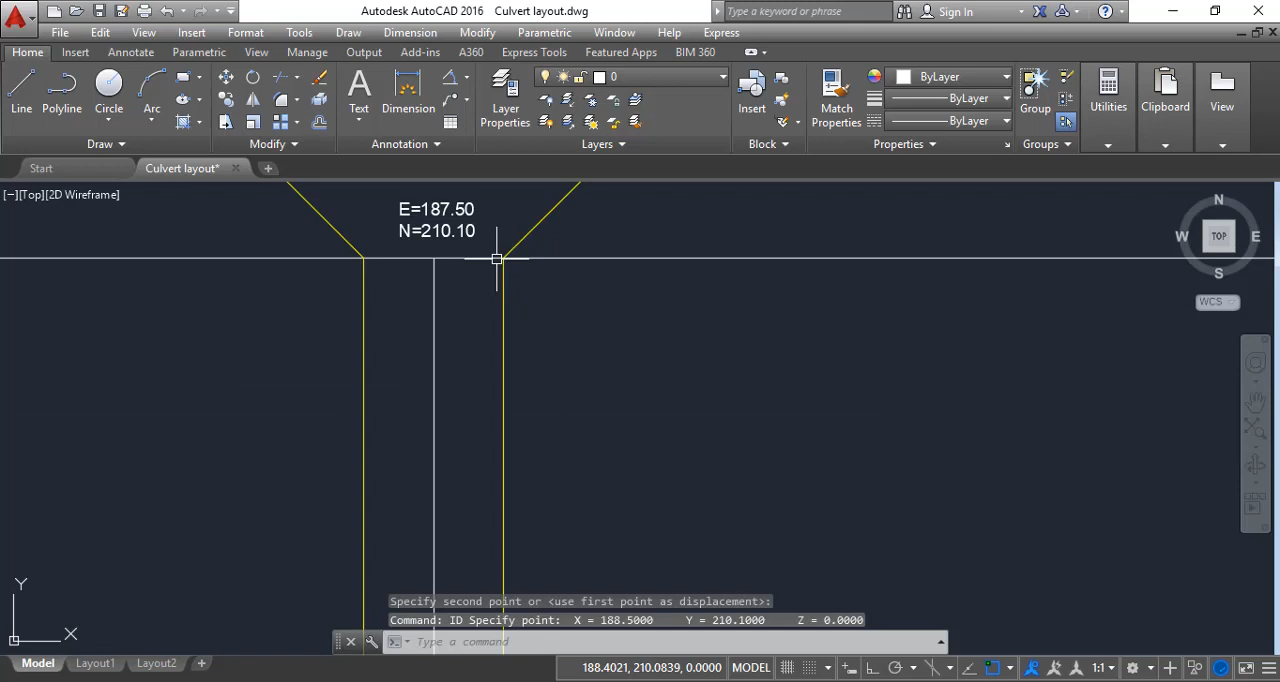 Autodesk AutoCAD 2016 Culvert layout.dwg
Type a keyword or phrase
Sign In
File Edit View Insert Format Tools Draw Dimension Modify Parametric Window Help Express
Home Insert Annotate Parametric View Manage Output Add-ins A360 Express Tools Featured Apps BIM 360
Line Polyline Circle Arc
Text Dimension
Layer Properties
0
Insert
Match Properties
ByLayer
ByLayer
ByLayer
Group
Utilities
Clipboard
View
Draw Modify Annotation Layers Block Properties Groups
Start Culvert layout*
[−][Top][2D Wireframe]
E=187.50
N=210.10
N
W TOP E
S
WCS
Y
X
Specify second point or <use first point as displacement>:
Command: ID Specify point: X = 188.5000 Y = 210.1000 Z = 0.0000
Type a command
Model Layout1 Layout2
188.4021, 210.0839, 0.0000 MODEL 1:1